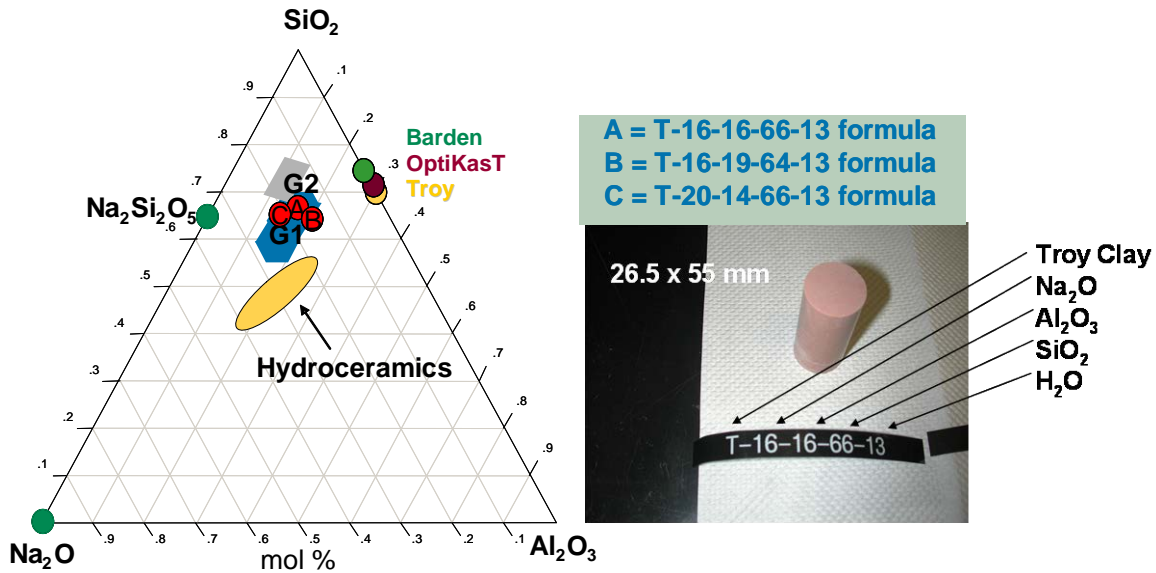 SiO₂
.1
.2
.3
.4
.5
.6
.7
.8
.9
.9
.8
.7
.6
.5
.4
.3
.2
.1
.9
.8
.7
.6
.5
.4
.3
.2
.1
Barden
OptiKasT
Troy
G2
C A B
G1
Na₂Si₂O₅
Hydroceramics
Na₂O
mol %
Al₂O₃
A = T-16-16-66-13 formula
B = T-16-19-64-13 formula
C = T-20-14-66-13 formula
26.5 x 55 mm
Troy Clay
Na₂O
Al₂O₃
SiO₂
H₂O
T-16-16-66-13